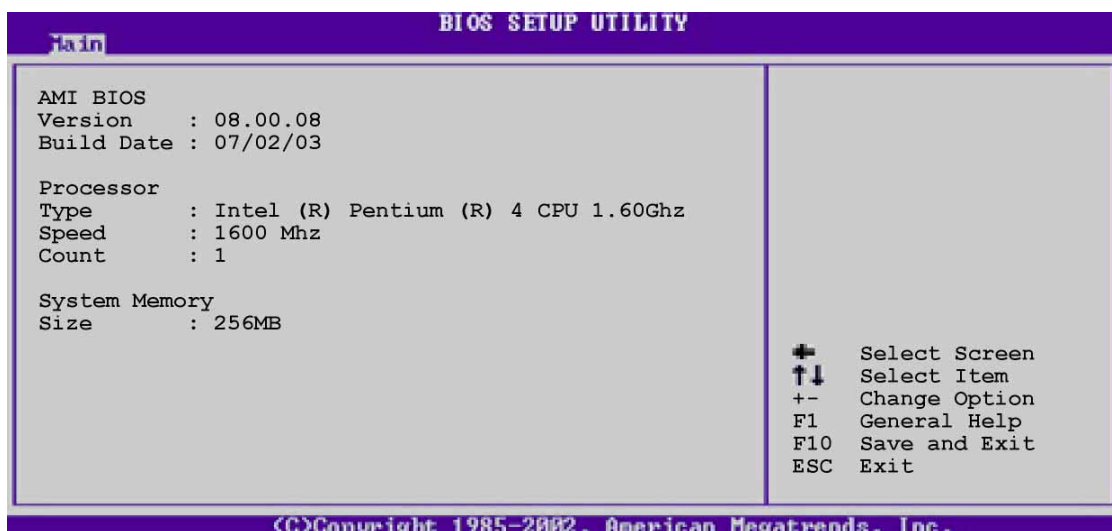 BIOS SETUP UTILITY
Main
AMI BIOS
Version : 08.00.08
Build Date : 07/02/03
Processor
Type : Intel (R) Pentium (R) 4 CPU 1.60Ghz
Speed : 1600 Mhz
Count : 1
System Memory
Size : 256MB
← Select Screen
↑↓ Select Item
+- Change Option
F1 General Help
F10 Save and Exit
ESC Exit
(C)Copyright 1985-2002, American Megatrends, Inc.